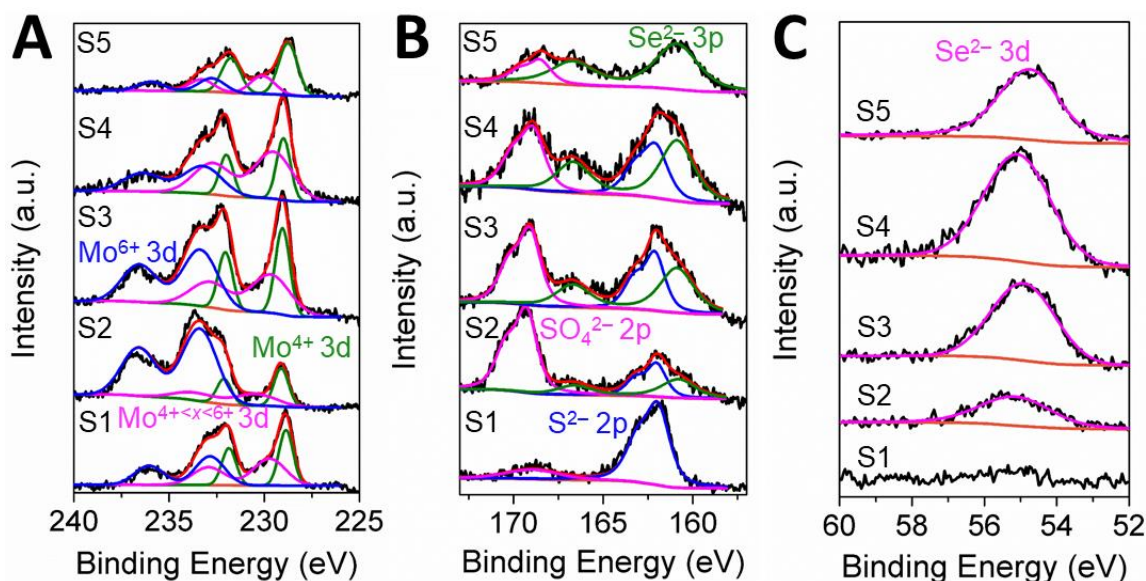 A
S5
S4
S3
Mo⁶⁺ 3d
S2
Mo⁴⁺ 3d
Mo⁴⁺<x<⁶⁺ 3d
S1
Intensity (a.u.)
240 235 230 225
Binding Energy (eV)
B
S5
Se²⁻ 3p
S4
S3
S2
SO₄²⁻ 2p
S1
S²⁻ 2p
Intensity (a.u.)
170 165 160
Binding Energy (eV)
C
Se²⁻ 3d
S5
S4
S3
S2
S1
Intensity (a.u.)
60 58 56 54 52
Binding Energy (eV)